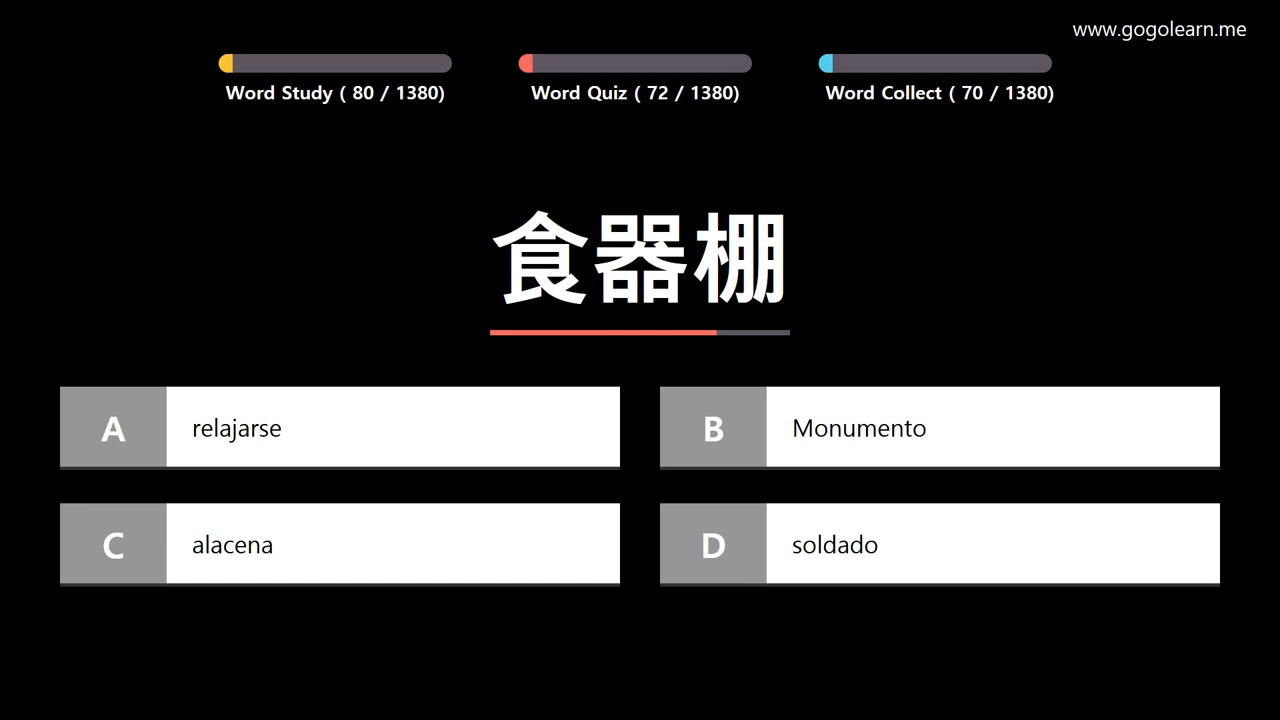 www.gogolearn.me
Word Study ( 80 / 1380)
Word Quiz ( 72 / 1380)
Word Collect ( 70 / 1380)
食器棚
A relajarse
B Monumento
C alacena
D soldado